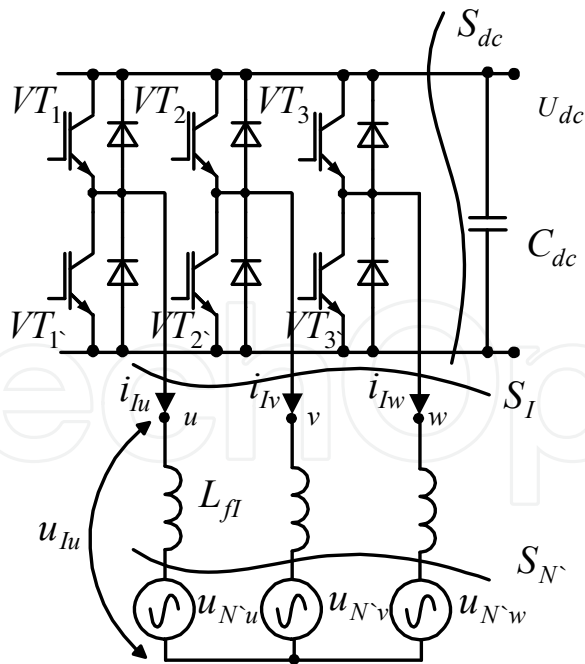 S_dc
VT_1 VT_2 VT_3
U_dc
C_dc
VT_1` VT_2` VT_3`
i_Iu u i_Iv v i_Iw w
S_I
L_fI
u_Iu
S_N`
u_N`u u_N`v u_N`w